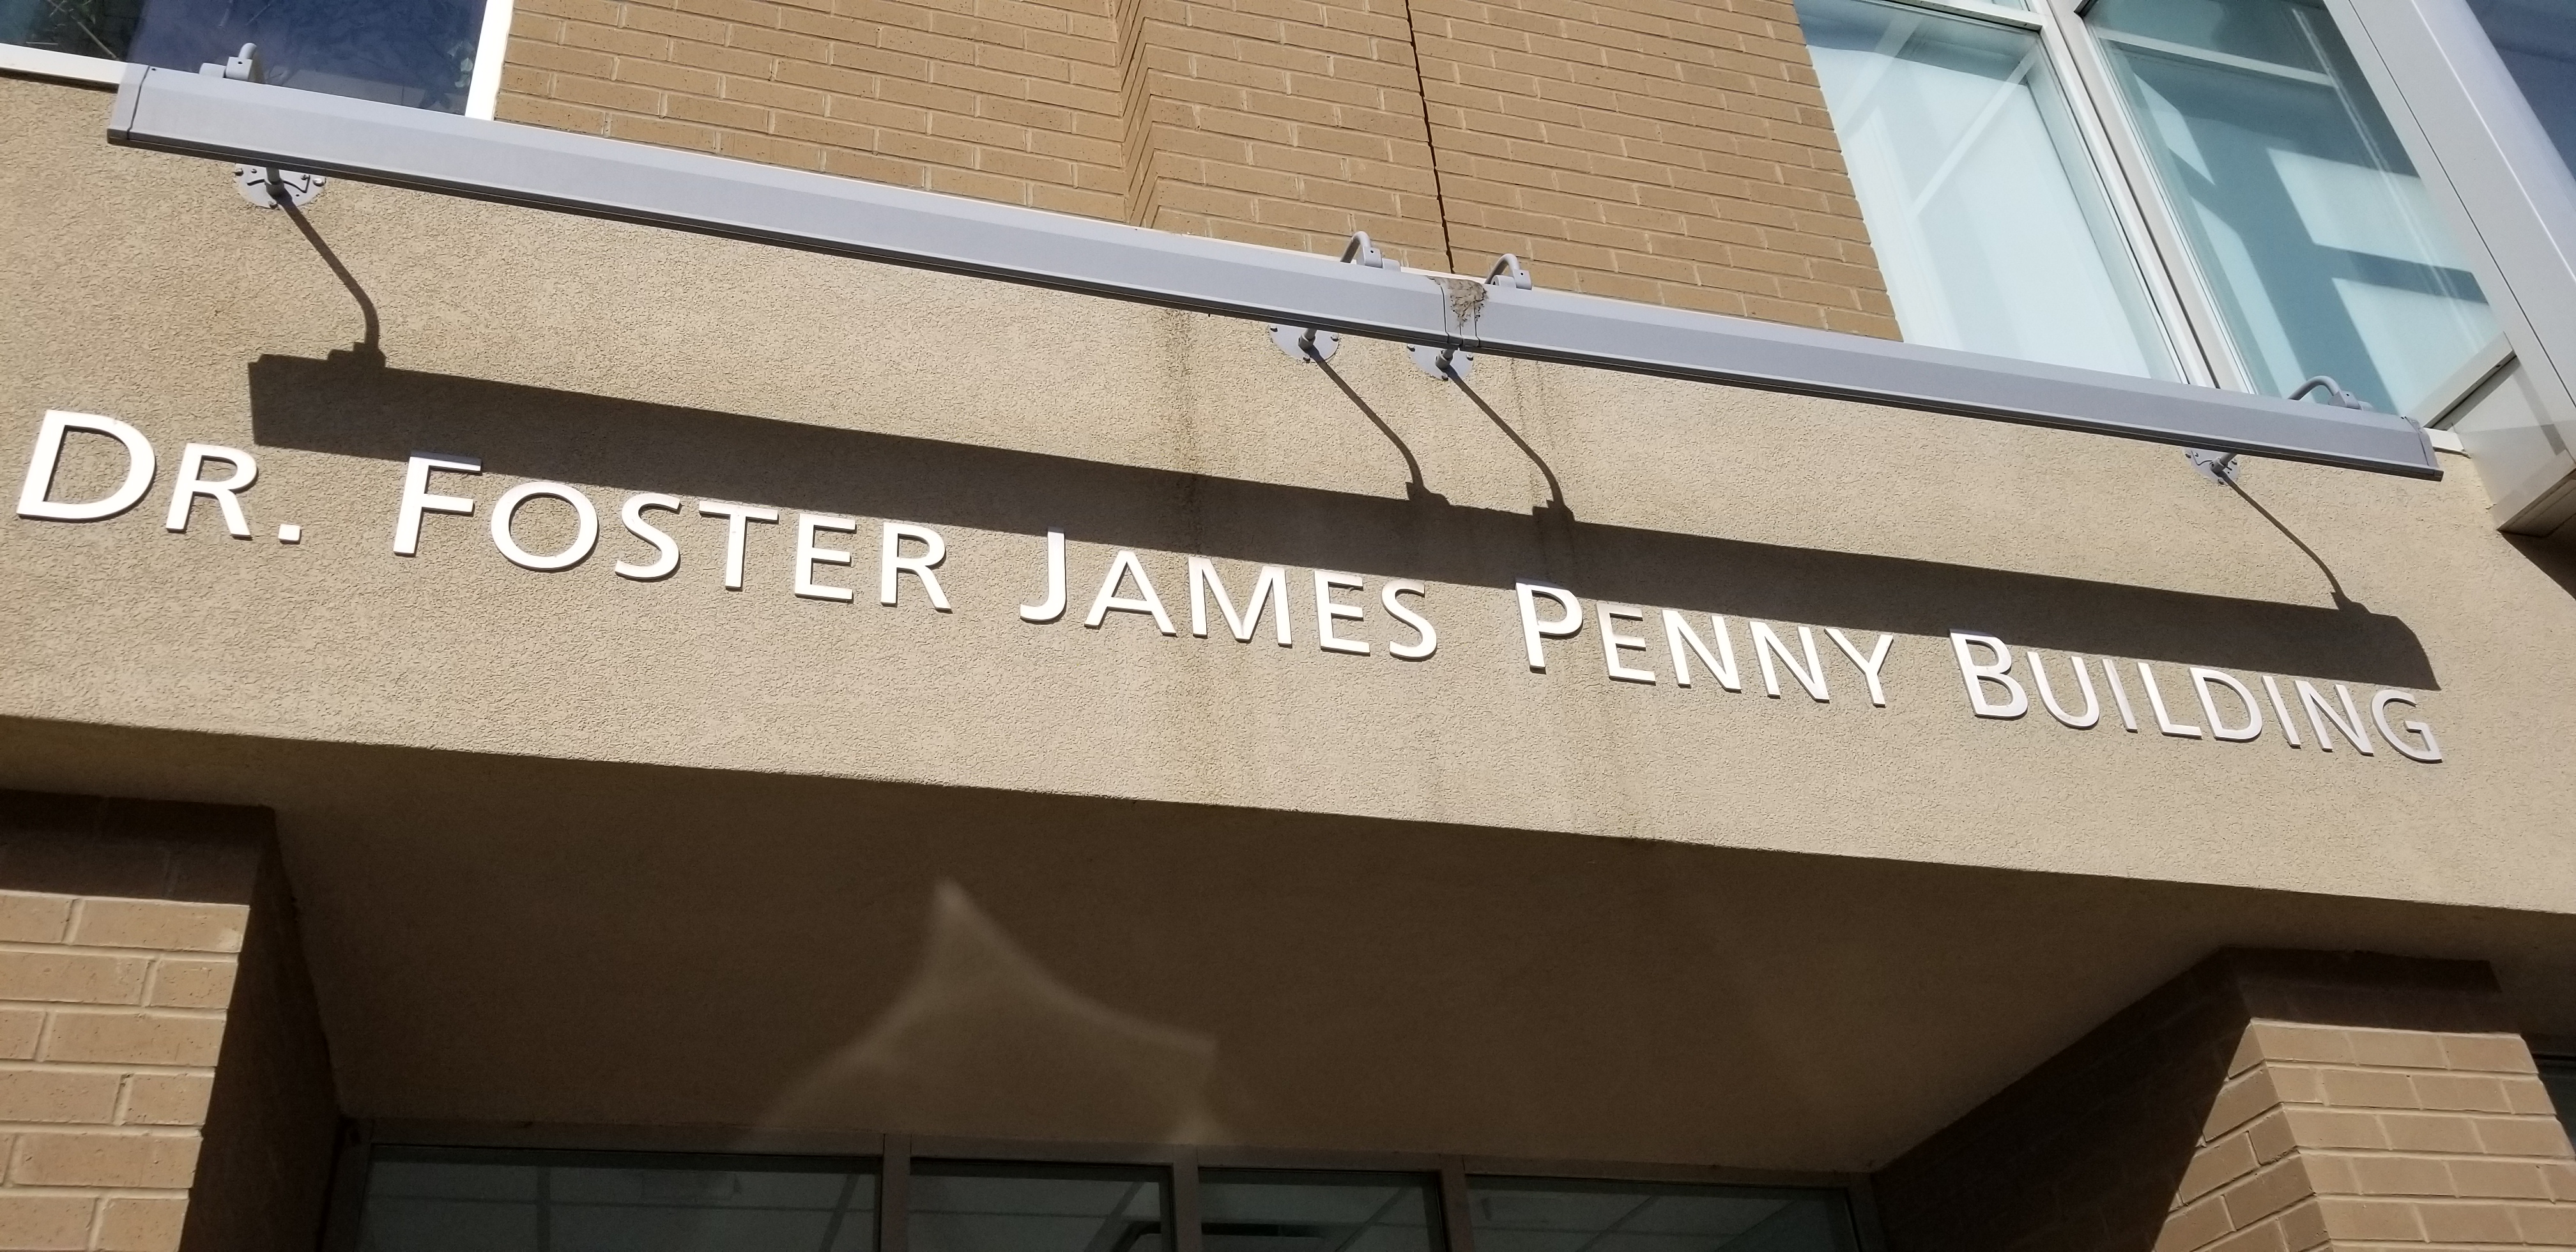 DR. FOSTER JAMES PENNY BUILDING